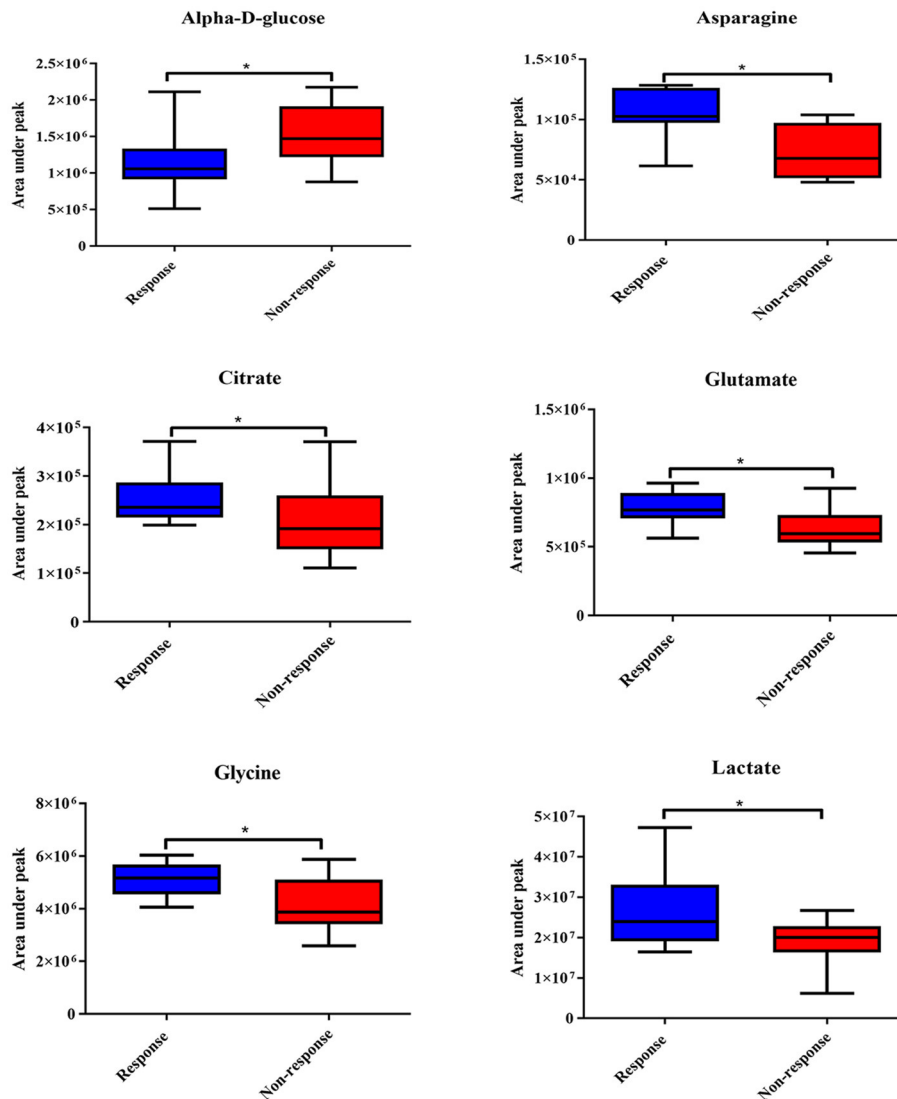 Alpha-D-glucose
Area under peak
2.5×10⁶
2×10⁶
1.5×10⁶
1×10⁶
5×10⁵
0
*
Response
Non-response
Asparagine
Area under peak
1.5×10⁵
1×10⁵
5×10⁴
0
*
Response
Non-response
Citrate
Area under peak
4×10⁵
3×10⁵
2×10⁵
1×10⁵
0
*
Response
Non-response
Glutamate
Area under peak
1.5×10⁶
1×10⁶
5×10⁵
0
*
Response
Non-response
Glycine
Area under peak
8×10⁶
6×10⁶
4×10⁶
2×10⁶
0
*
Response
Non-response
Lactate
Area under peak
5×10⁷
4×10⁷
3×10⁷
2×10⁷
1×10⁷
0
*
Response
Non-response